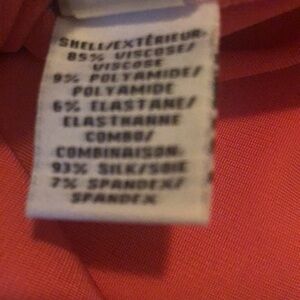 SHELL/EXTÉRIEUR:
85% VISCOSE/
VISCOSE
9% POLYAMIDE/
POLYAMIDE
6% ELASTANE/
ELASTHANNE
COMBO/
COMBINAISON:
93% SILK/SOIE
7% SPANDEX/
SPANDEX